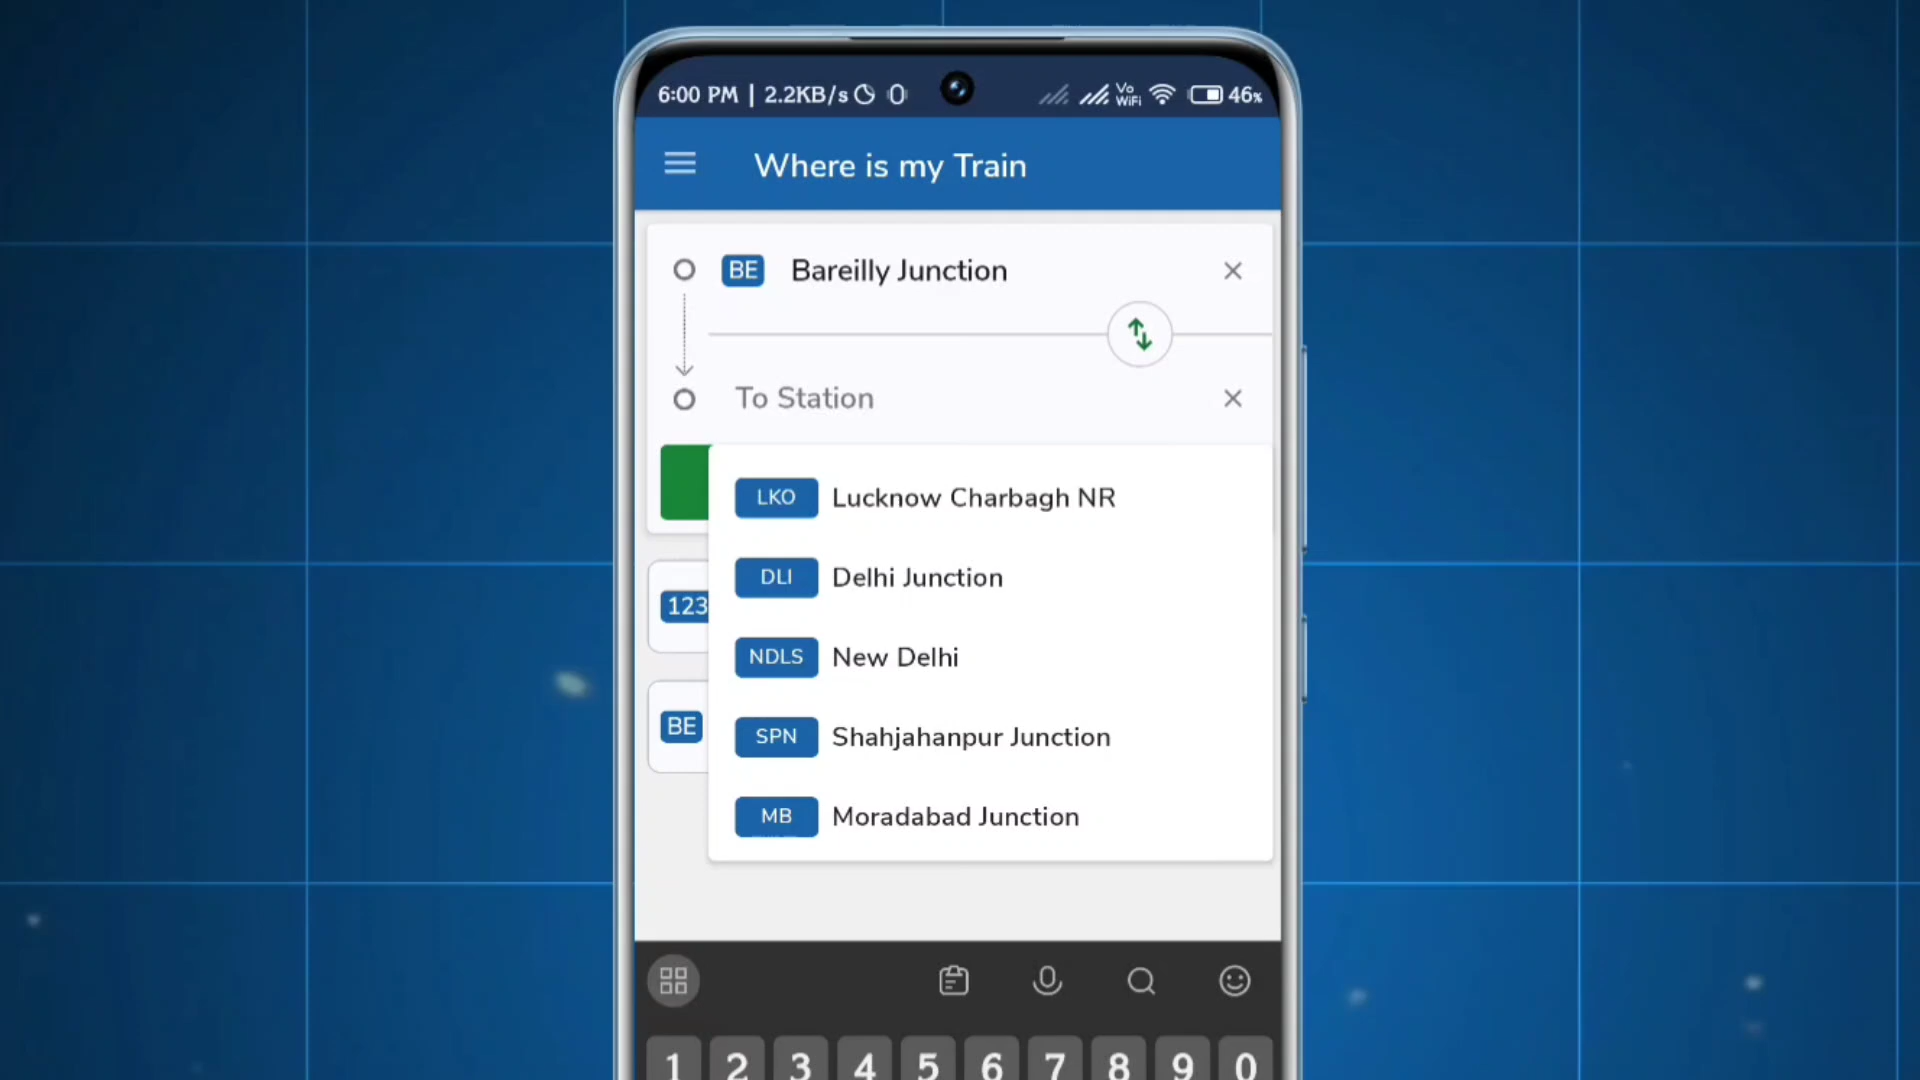 6:00 PM | 2.2KB/s Vo WiFi 46%
Where is my Train
BE Bareilly Junction
To Station
LKO Lucknow Charbagh NR
DLI Delhi Junction
123
NDLS New Delhi
BE
SPN Shahjahanpur Junction
MB Moradabad Junction
1 2 3 4 5 6 7 8 9 0